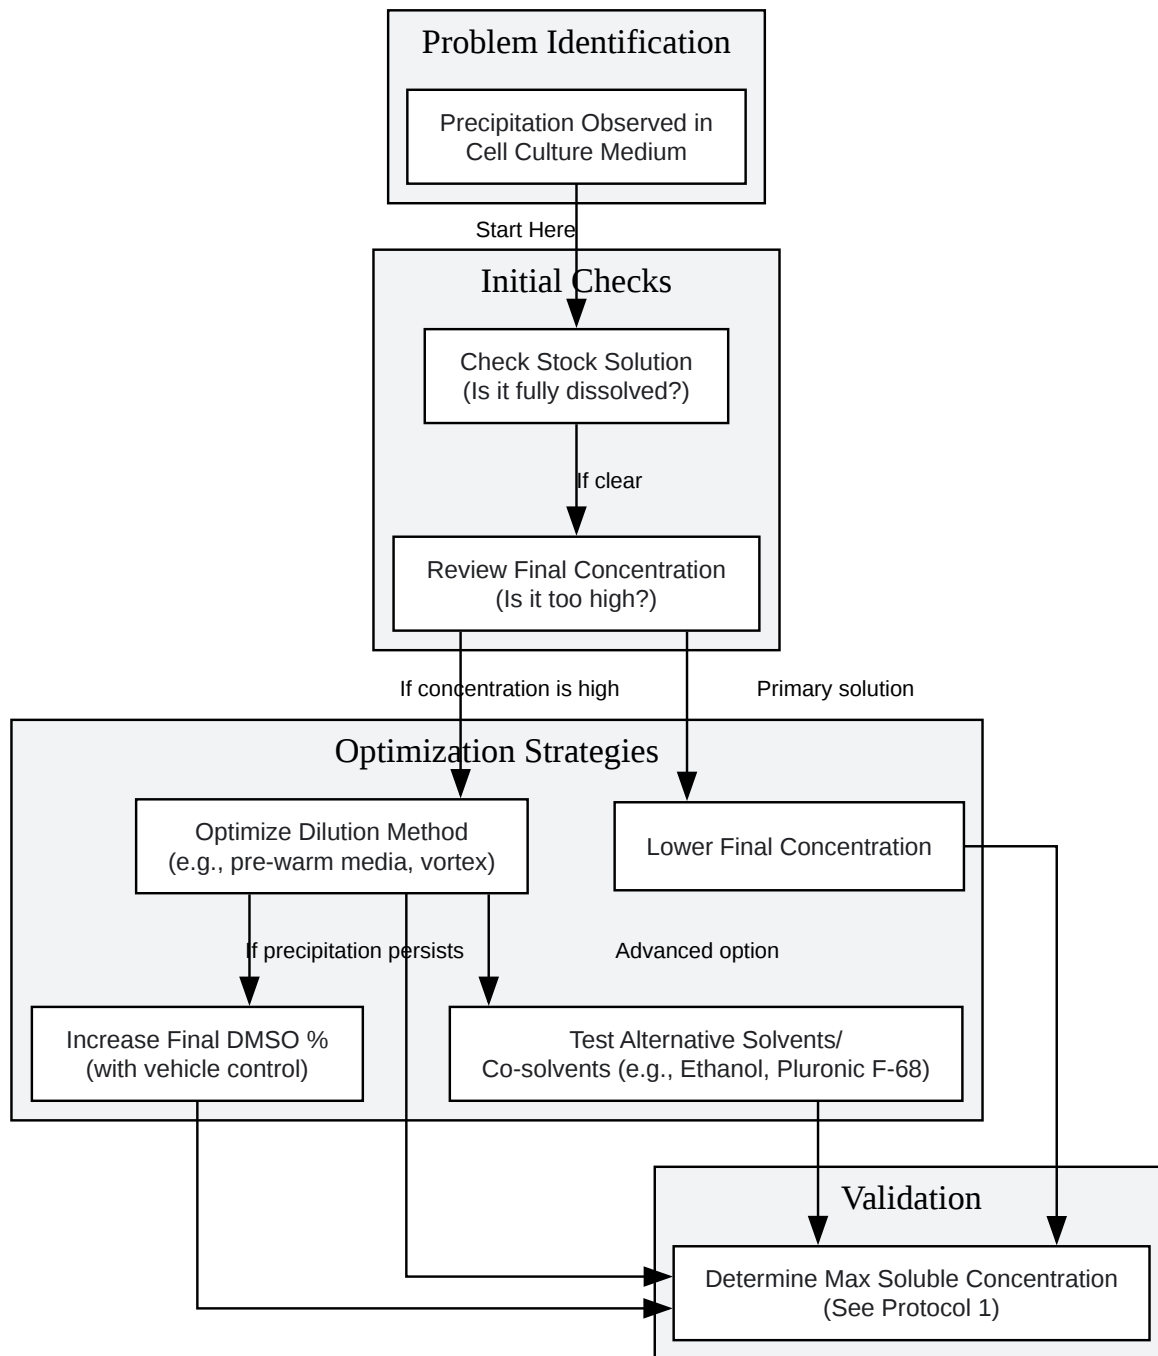 Problem Identification
Precipitation Observed in
Cell Culture Medium
Start Here
Initial Checks
Check Stock Solution
(Is it fully dissolved?)
If clear
Review Final Concentration
(Is it too high?)
If concentration is high
Primary solution
Optimization Strategies
Optimize Dilution Method
(e.g., pre-warm media, vortex)
Lower Final Concentration
If precipitation persists
Advanced option
Increase Final DMSO %
(with vehicle control)
Test Alternative Solvents/
Co-solvents (e.g., Ethanol, Pluronic F-68)
Validation
Determine Max Soluble Concentration
(See Protocol 1)